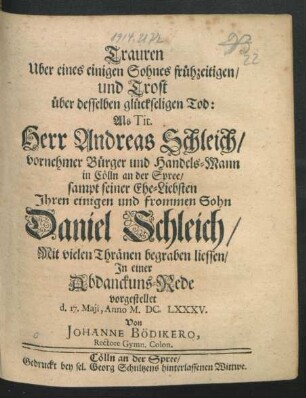 Trauren
Uber eines einigen Sohnes frühzeitigen/
und Trost
über desselben glückseligen Tod:
Als Tit.
Herr Andreas Schleich/
vornehmer Bürger und Handels-Mann
in Cölln an der Spree/
sampt seiner Ehe-Liebsten
Ihren einigen und frommen Sohn
Daniel Schleich/
Mit vielen Thränen begraben liessen/
In einer
Abdanckuns-Rede
vorgestellet
d. 17. Maji, Anno M. DC. LXXXV.
Von
JOHANNE BÖDIKERO,
Rectore Gymn. Colon.
Cölln an der Spree/
Gedruckt bey sel. Georg Schultzens hinterlassenen Wittwe.